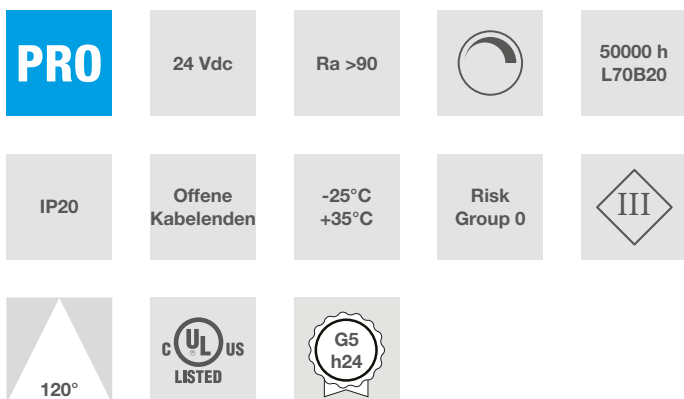 PRO
24 Vdc
Ra >90
50000 h
L70B20
IP20
Offene
Kabelenden
-25°C
+35°C
Risk
Group 0
III
120°
C UL US
LISTED
G5
h24